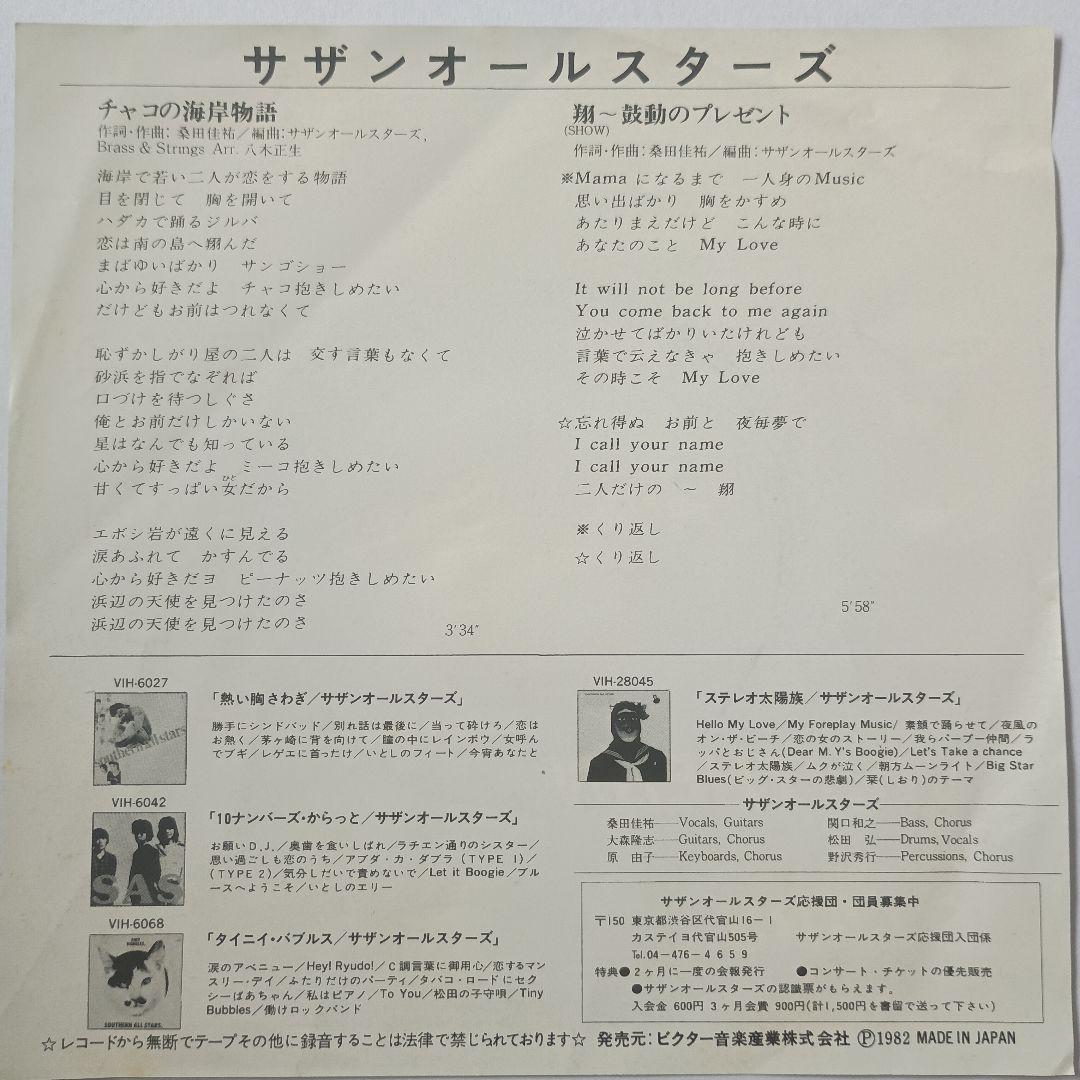 サザンオールスターズ
チャコの海岸物語
作詞・作曲：桑田佳祐／編曲：サザンオールスターズ,
Brass & Strings Arr. 八木正生
海岸で若い二人が恋をする物語
目を閉じて　胸を開いて
ハダカで踊るジルバ
恋は南の島へ翔んだ
まばゆいばかり　サンゴショー
心から好きだよ　チャコ抱きしめたい
だけどもお前はつれなくて
恥ずかしがり屋の二人は　交す言葉もなくて
砂浜を指でなぞれば
口づけを待つしぐさ
俺とお前だけしかいない
星はなんでも知っている
心から好きだよ　ミーコ抱きしめたい
ひと
甘くてすっぱい女だから
エボシ岩が遠くに見える
涙あふれて　かすんでる
心から好きだヨ　ピーナッツ抱きしめたい
浜辺の天使を見つけたのさ
浜辺の天使を見つけたのさ
3′34″
翔〜鼓動のプレゼント
(SHOW)
作詞・作曲：桑田佳祐／編曲：サザンオールスターズ
※Mama になるまで　一人身のMusic
思い出ばかり　胸をかすめ
あたりまえだけど　こんな時に
あなたのこと　My Love
It will not be long before
You come back to me again
泣かせてばかりいたけれども
言葉で云えなきゃ　抱きしめたい
その時こそ　My Love
☆忘れ得ぬ　お前と　夜毎夢で
I call your name
I call your name
二人だけの　〜　翔
※くり返し
☆くり返し
5′58″
VIH-6027
southern all stars
「熱い胸さわぎ／サザンオールスターズ」
勝手にシンドバッド／別れ話は最後に／当って砕けろ／恋は
お熱く／茅ヶ崎に背を向けて／瞳の中にレインボウ／女呼ん
でブギ／レゲエに首ったけ／いとしのフィート／今宵あなたと
VIH-6042
SAS
「10ナンバーズ・からっと／サザンオールスターズ」
お願いD.J.／奥歯を食いしばれ／ラチエン通りのシスター／
思い過ごしも恋のうち／アブダ・カ・ダブラ（TYPE 1）／
（TYPE 2）／気分しだいで責めないで／Let it Boogie／ブル
ースへようこそ／いとしのエリー
VIH-6068
TINY BUBBLES
SOUTHERN ALL STARS
「タイニイ・バブルス／サザンオールスターズ」
涙のアベニュー／Hey! Ryudo!／C調言葉に御用心／恋するマン
スリー・デイ／ふたりだけのパーティ／タバコ・ロードにセク
シーばあちゃん／私はピアノ／To You／松田の子守唄／Tiny
Bubbles／働けロックバンド
VIH-28045
「ステレオ太陽族／サザンオールスターズ」
Hello My Love／My Foreplay Music／素顔で踊らせて／夜風の
オン・ザ・ビーチ／恋の女のストーリー／我らパープー仲間／ラ
ッパとおじさん(Dear M. Y's Boogie)／Let's Take a chance
／ステレオ太陽族／ムクが泣く／朝方ムーンライト／Big Star
Blues(ビッグ・スターの悲劇)／栞(しおり)のテーマ
サザンオールスターズ
桑田佳祐──Vocals, Guitars　関口和之──Bass, Chorus
大森隆志──Guitars, Chorus　松田　弘──Drums, Vocals
原　由子──Keyboards, Chorus　野沢秀行──Percussions, Chorus
サザンオールスターズ応援団・団員募集中
〒150 東京都渋谷区代官山16－1
カステイヨ代官山505号　サザンオールスターズ応援団入団係
Tel.04－476－4659
特典●2ヶ月に一度の会報発行　●コンサート・チケットの優先販売
●サザンオールスターズの認識票がもらえます。
入会金 600円 3ヶ月会費 900円(計1,500円を書留で送って下さい)
☆レコードから無断でテープその他に録音することは法律で禁じられております☆　発売元：ビクター音楽産業株式会社 Ⓟ1982 MADE IN JAPAN